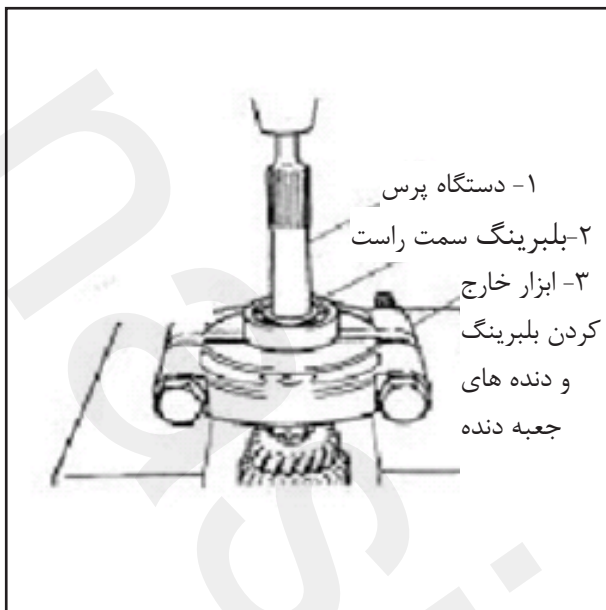 ۱- دستگاه پرس
۲-بلبرینگ سمت راست
۳- ابزار خارج
کردن بلبرینگ
و دنده های
جعبه دنده